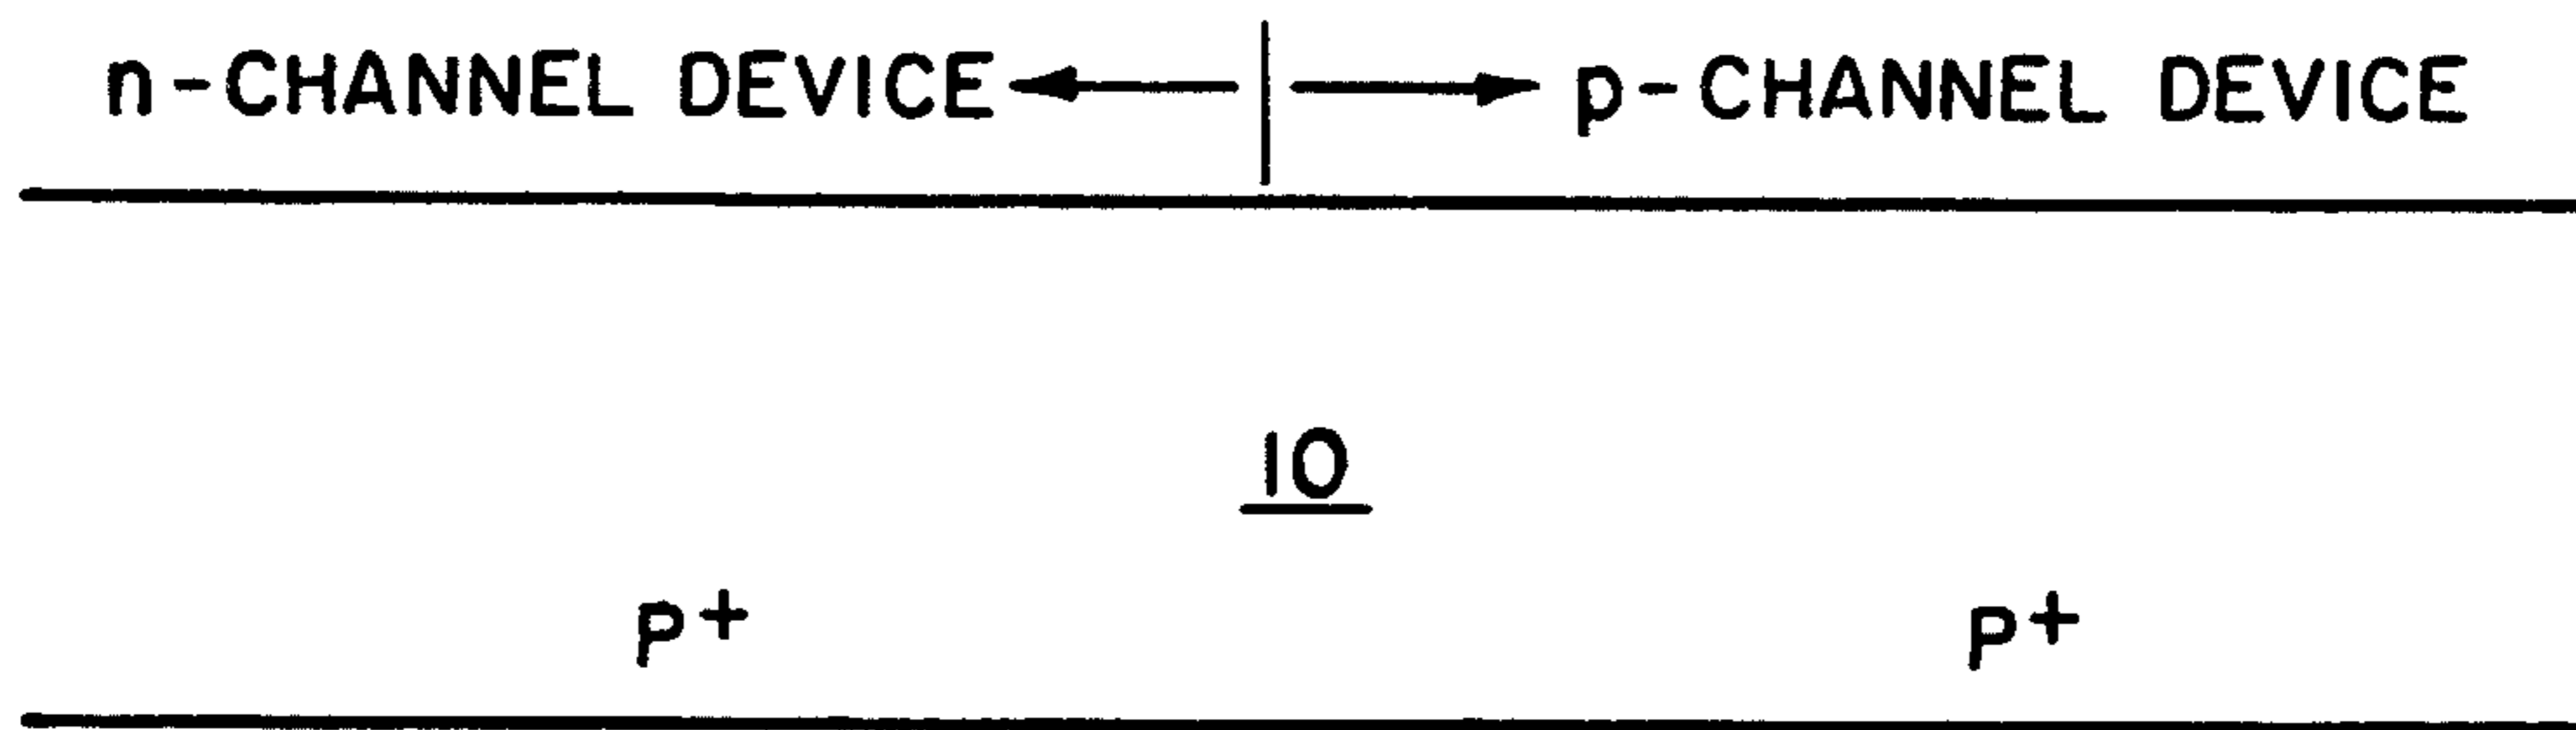 n-CHANNEL DEVICE p-CHANNEL DEVICE
10
p+ p+